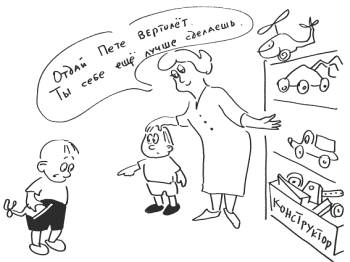 Отдай Пете вертолёт.
Ты себе ещё лучше сделаешь.
КОНСТРУКТОР